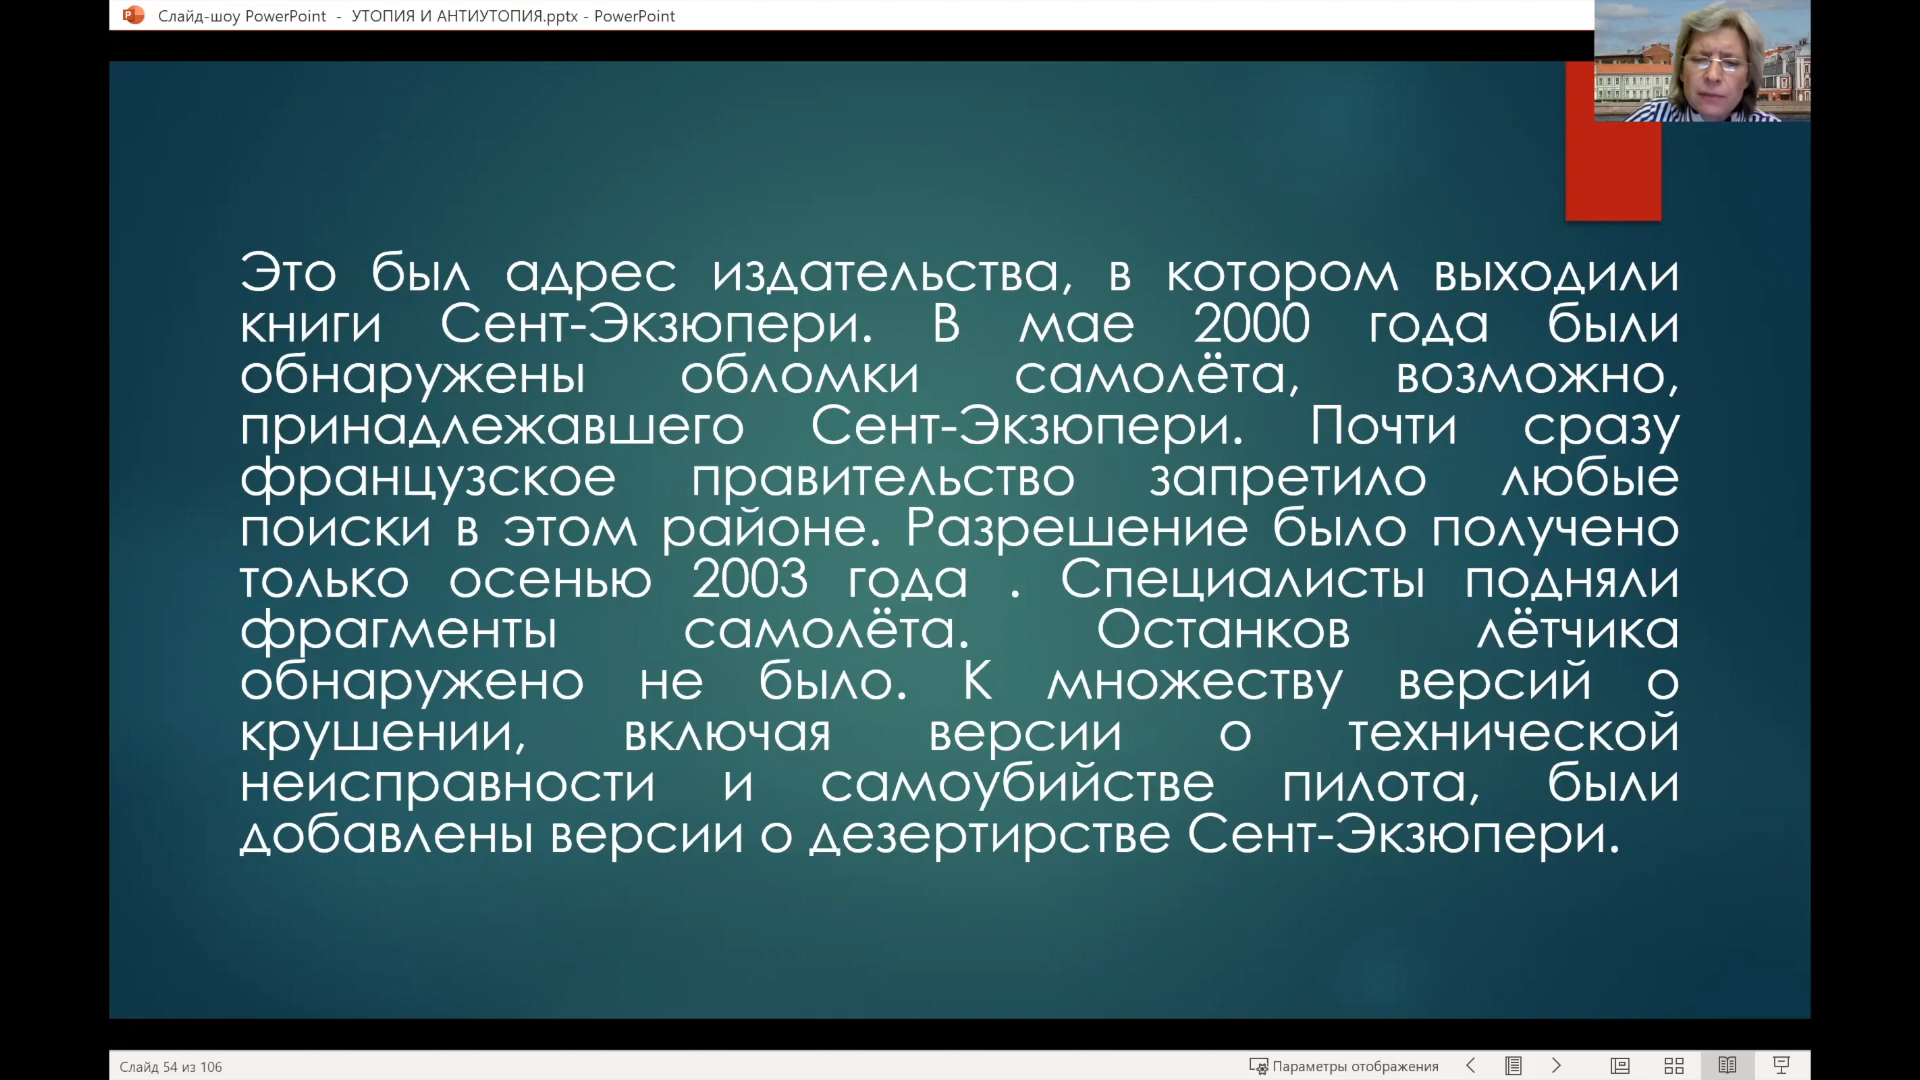 Слайд-шоу PowerPoint - УТОПИЯ И АНТИУТОПИЯ.pptx - PowerPoint
Это был адрес издательства, в котором выходили
книги Сент-Экзюпери. В мае 2000 года были
обнаружены обломки самолёта, возможно,
принадлежавшего Сент-Экзюпери. Почти сразу
французское правительство запретило любые
поиски в этом районе. Разрешение было получено
только осенью 2003 года . Специалисты подняли
фрагменты самолёта. Останков лётчика
обнаружено не было. К множеству версий о
крушении, включая версии о технической
неисправности и самоубийстве пилота, были
добавлены версии о дезертирстве Сент-Экзюпери.
Слайд 54 из 106
Параметры отображения